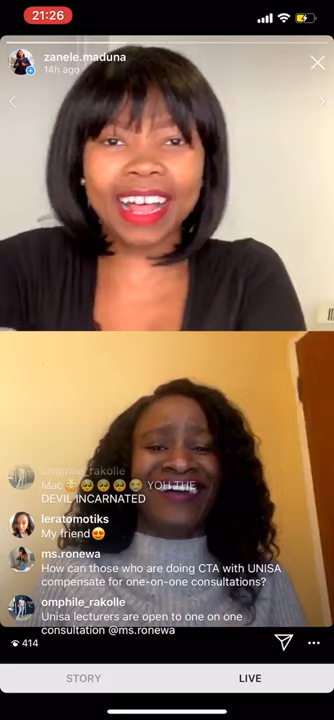 21:26
zanele.maduna
14h ago
omphile_rakolle
Mac😳🥺🥺🥺😭 YOH THE
DEVIL INCARNATED
leratomotiks
My friend😍
ms.ronewa
How can those who are doing CTA with UNISA
compensate for one-on-one consultations?
omphile_rakolle
Unisa lecturers are open to one on one
consultation @ms.ronewa
414
STORY
LIVE